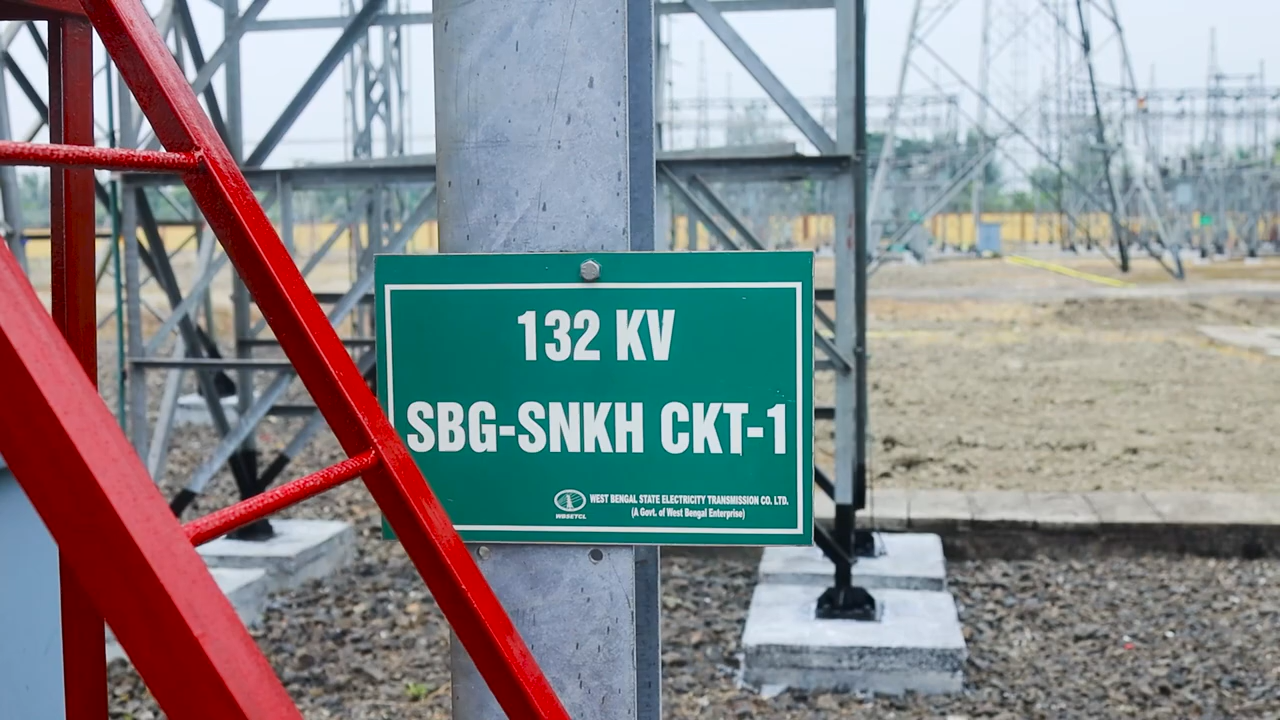 132 KV
SBG-SNKH CKT-1
WBSETCL
WEST BENGAL STATE ELECTRICITY TRANSMISSION CO. LTD.
(A Govt. of West Bengal Enterprise)